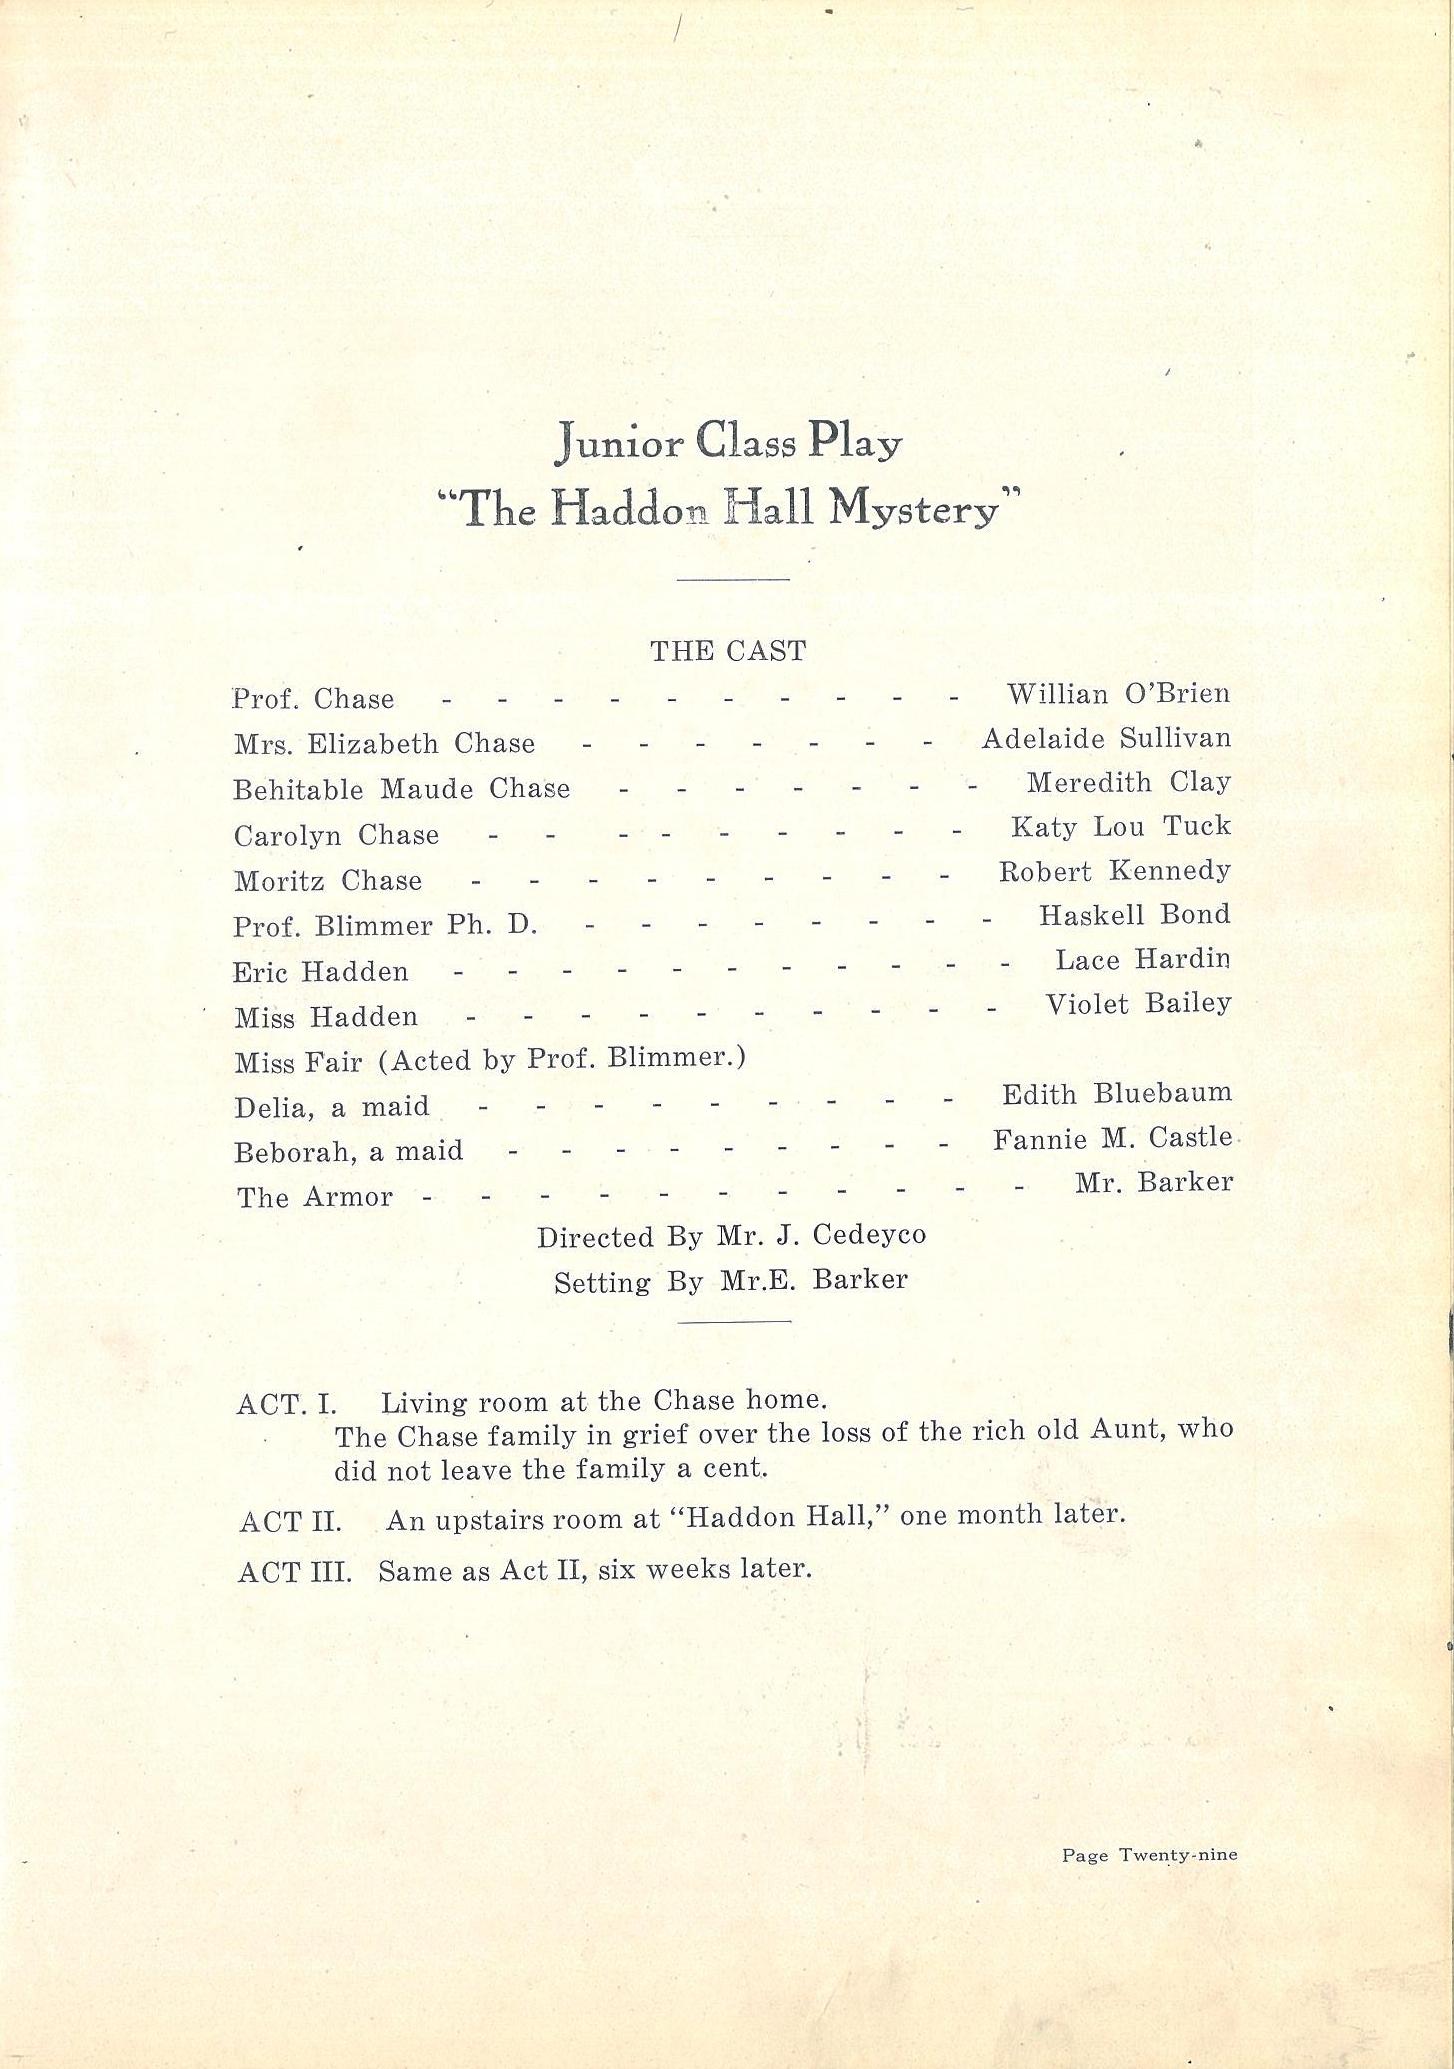 Junior Class Play
“The Haddon Hall Mystery”
THE CAST
Prof. Chase - - - - - - - - - - Willian O’Brien
Mrs. Elizabeth Chase - - - - - - - Adelaide Sullivan
Behitable Maude Chase - - - - - - - Meredith Clay
Carolyn Chase - - - - - - - - - Katy Lou Tuck
Moritz Chase - - - - - - - - - Robert Kennedy
Prof. Blimmer Ph. D. - - - - - - - - Haskell Bond
Eric Hadden - - - - - - - - - - - Lace Hardin
Miss Hadden - - - - - - - - - - Violet Bailey
Miss Fair (Acted by Prof. Blimmer.)
Delia, a maid - - - - - - - - - Edith Bluebaum
Beborah, a maid - - - - - - - - - Fannie M. Castle
The Armor - - - - - - - - - - - Mr. Barker
Directed By Mr. J. Cedeyco
Setting By Mr.E. Barker
ACT. I. Living room at the Chase home.
The Chase family in grief over the loss of the rich old Aunt, who
did not leave the family a cent.
ACT II. An upstairs room at “Haddon Hall,” one month later.
ACT III. Same as Act II, six weeks later.
Page Twenty-nine